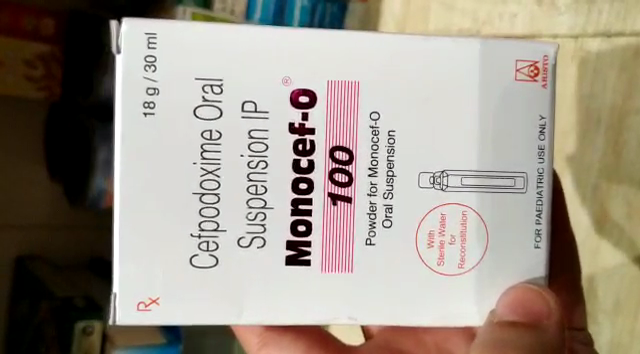 18 g / 30 ml
Rx
Cefpodoxime Oral
Suspension IP
Monocef-O®
100
Powder for Monocef-O
Oral Suspension
With
Sterile Water
for
Reconstitution
ARISTO
FOR PAEDIATRIC USE ONLY